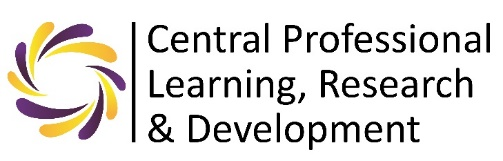 Central Professional
Learning, Research
& Development